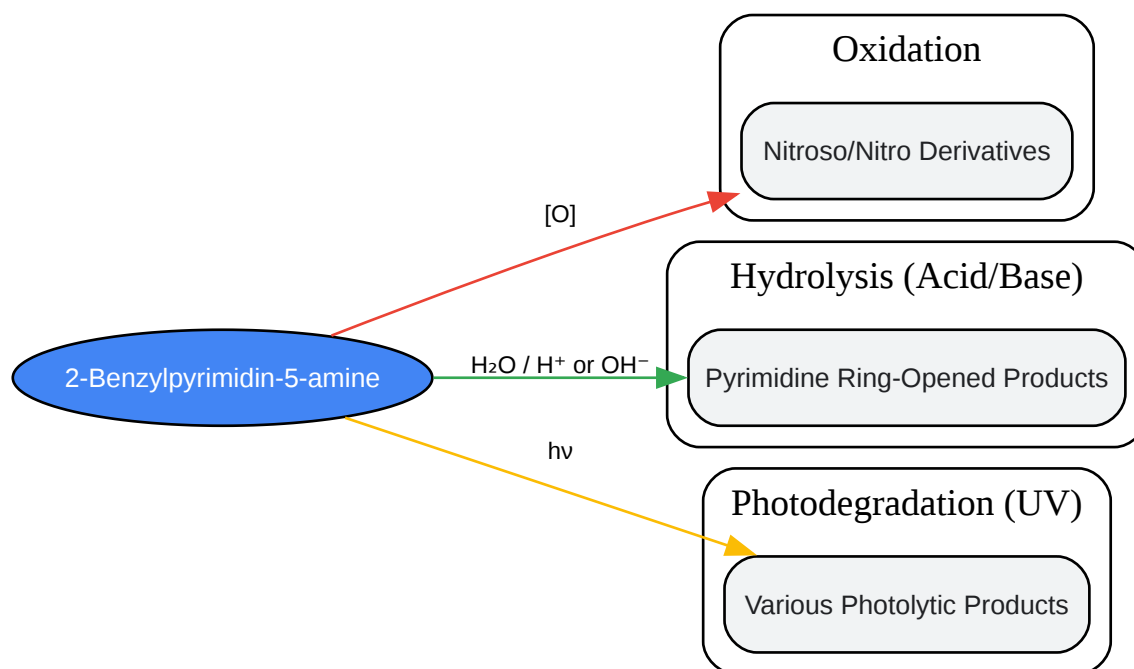 Oxidation
Nitroso/Nitro Derivatives
[O]
Hydrolysis (Acid/Base)
2-Benzylpyrimidin-5-amine
H₂O / H⁺ or OH⁻
Pyrimidine Ring-Opened Products
hν
Photodegradation (UV)
Various Photolytic Products